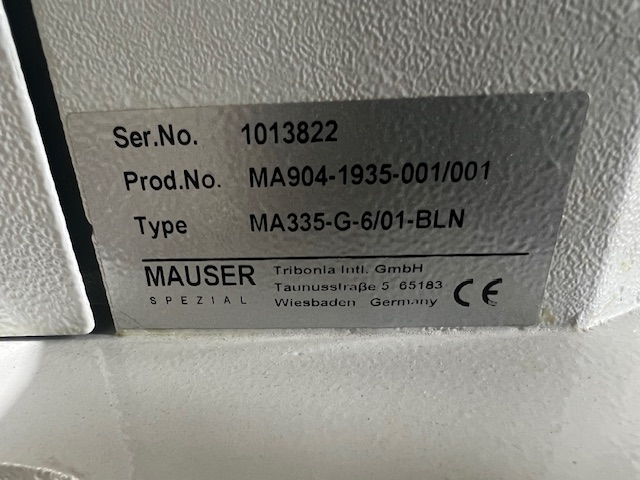 Ser.No. 1013822
Prod.No. MA904-1935-001/001
Type MA335-G-6/01-BLN
MAUSER
SPEZIAL
Tribonia Intl. GmbH
Taunusstraße 5 65183
Wiesbaden Germany
CE